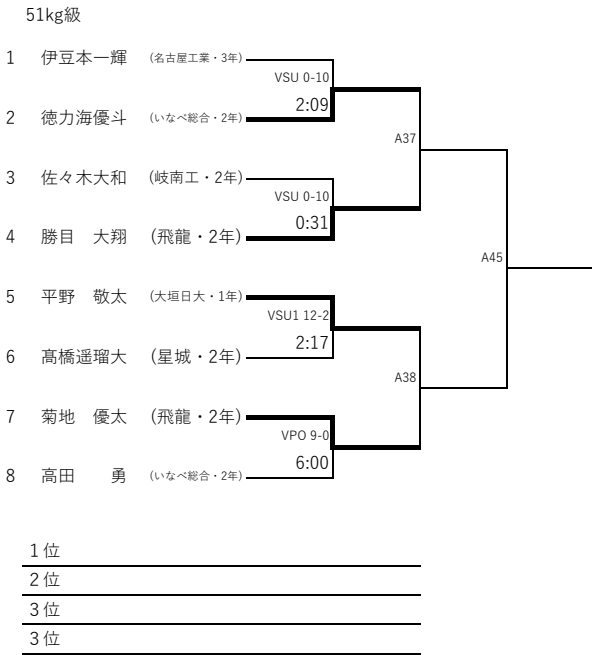 51kg級
1 伊豆本一輝 (名古屋工業・3年)
VSU 0-10
2:09
2 徳力海優斗 (いなべ総合・2年)
A37
3 佐々木大和 (岐南工・2年)
VSU 0-10
0:31
4 勝目 大翔 (飛龍・2年)
A45
5 平野 敬太 (大垣日大・1年)
VSU1 12-2
2:17
6 髙橋遥瑠大 (星城・2年)
A38
7 菊地 優太 (飛龍・2年)
VPO 9-0
6:00
8 高田 勇 (いなべ総合・2年)
1位
2位
3位
3位